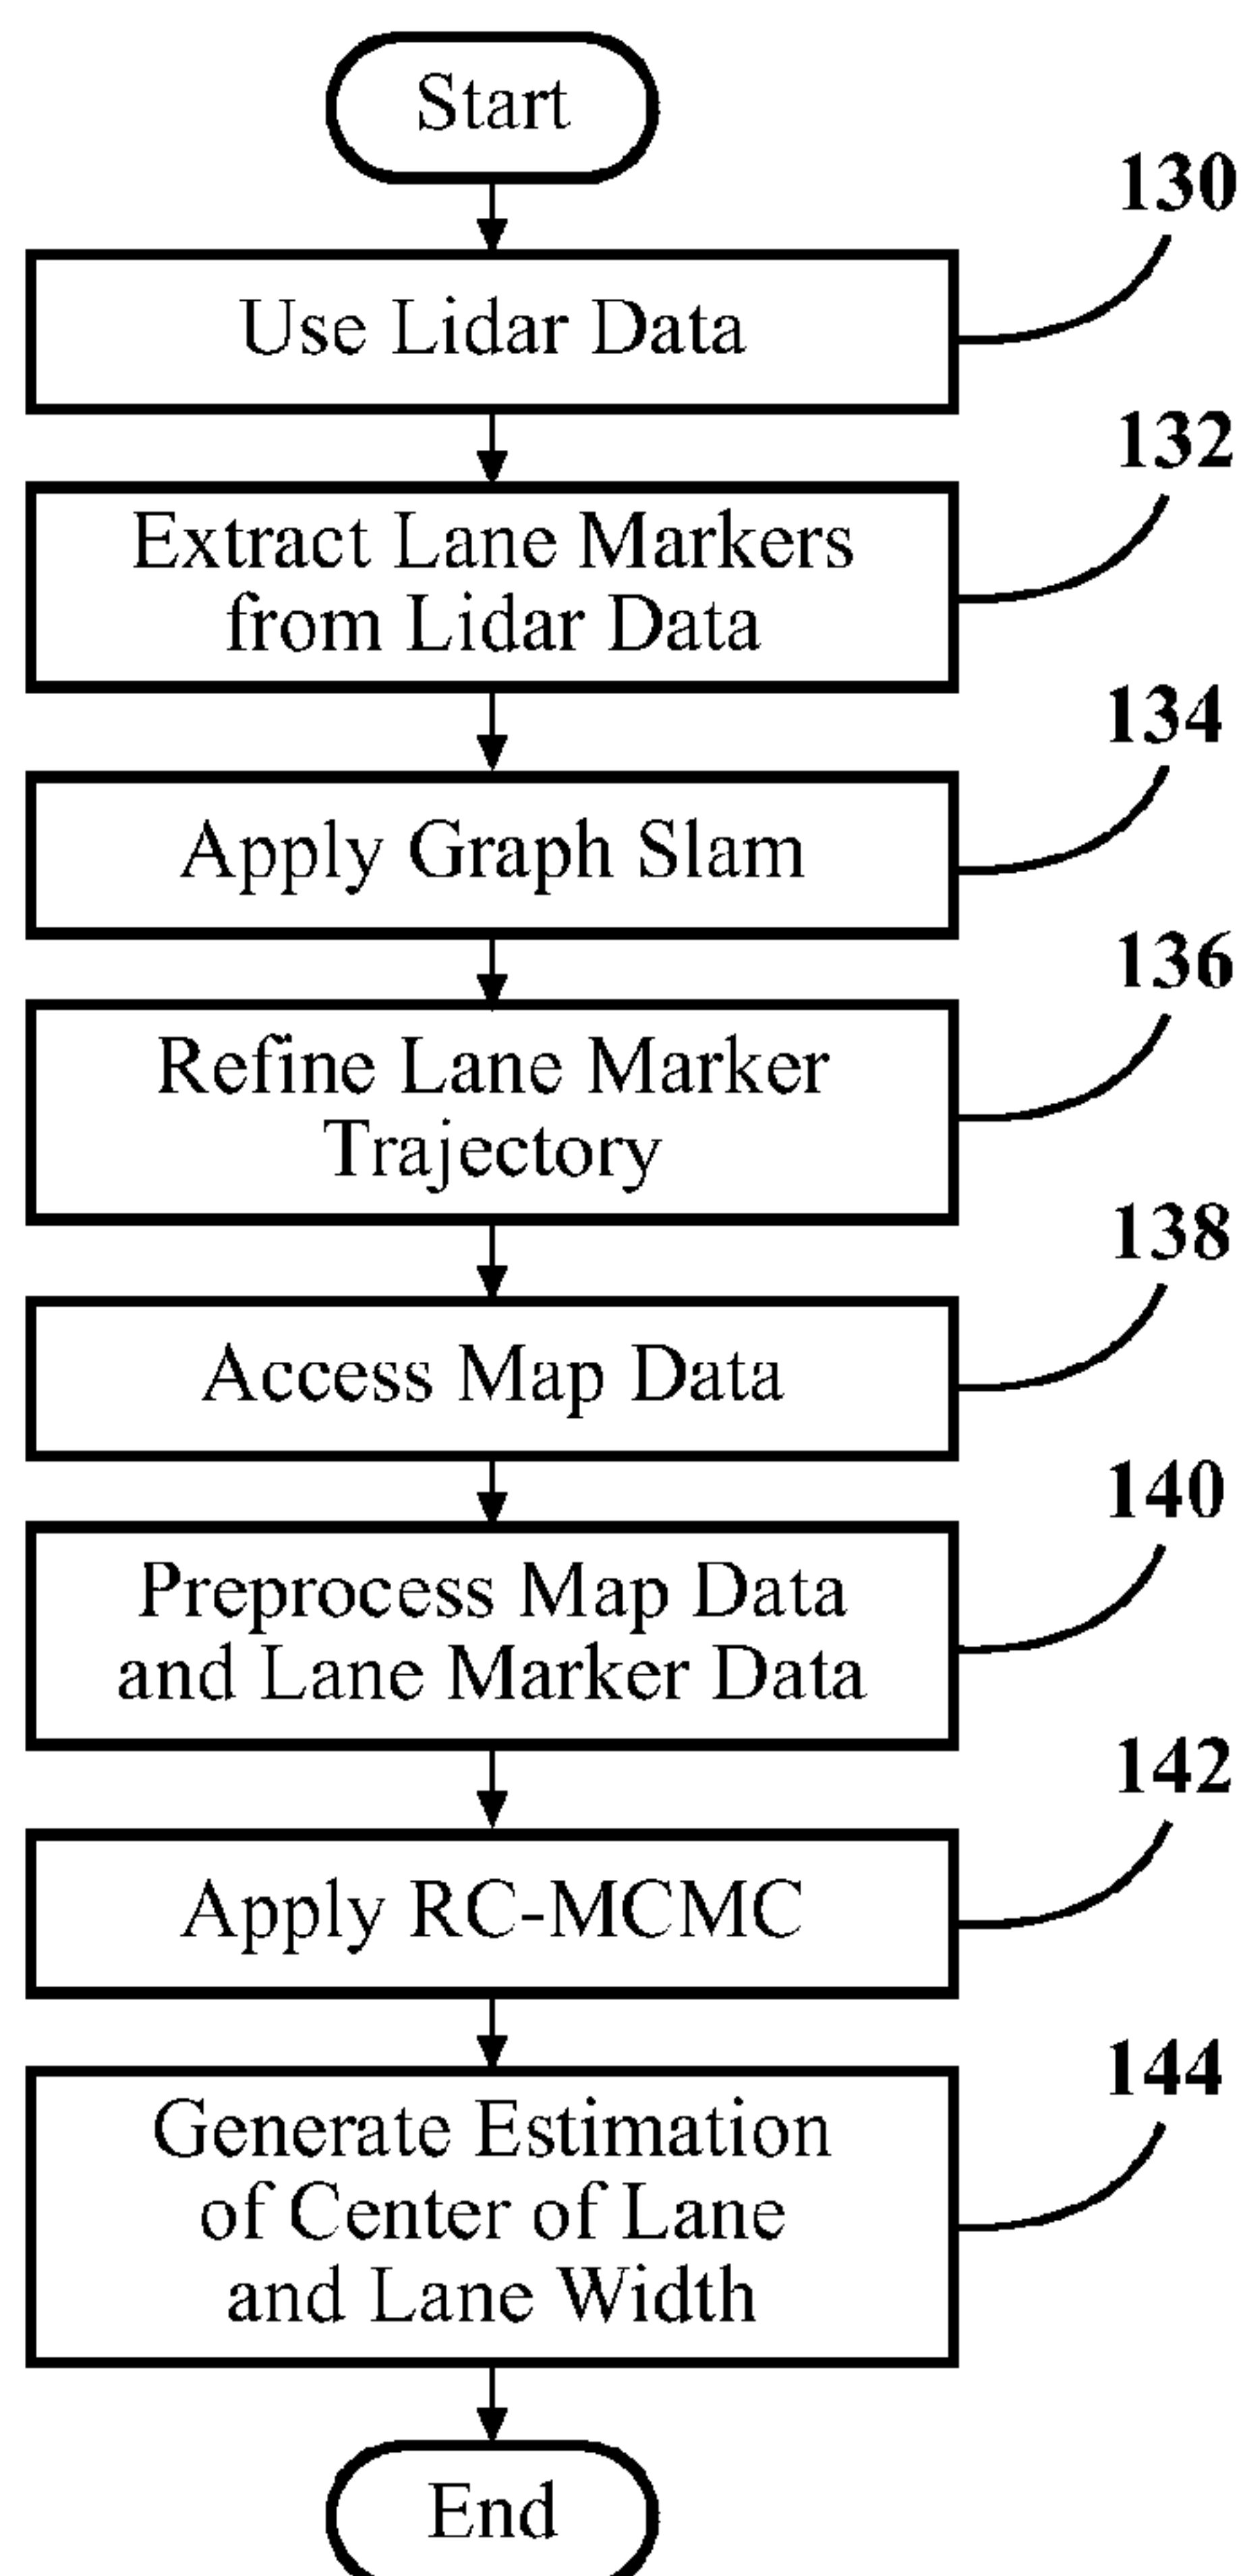 Start
130
Use Lidar Data
132
Extract Lane Markers
from Lidar Data
134
Apply Graph Slam
136
Refine Lane Marker
Trajectory
138
Access Map Data
140
Preprocess Map Data
and Lane Marker Data
142
Apply RC-MCMC
144
Generate Estimation
of Center of Lane
and Lane Width
End